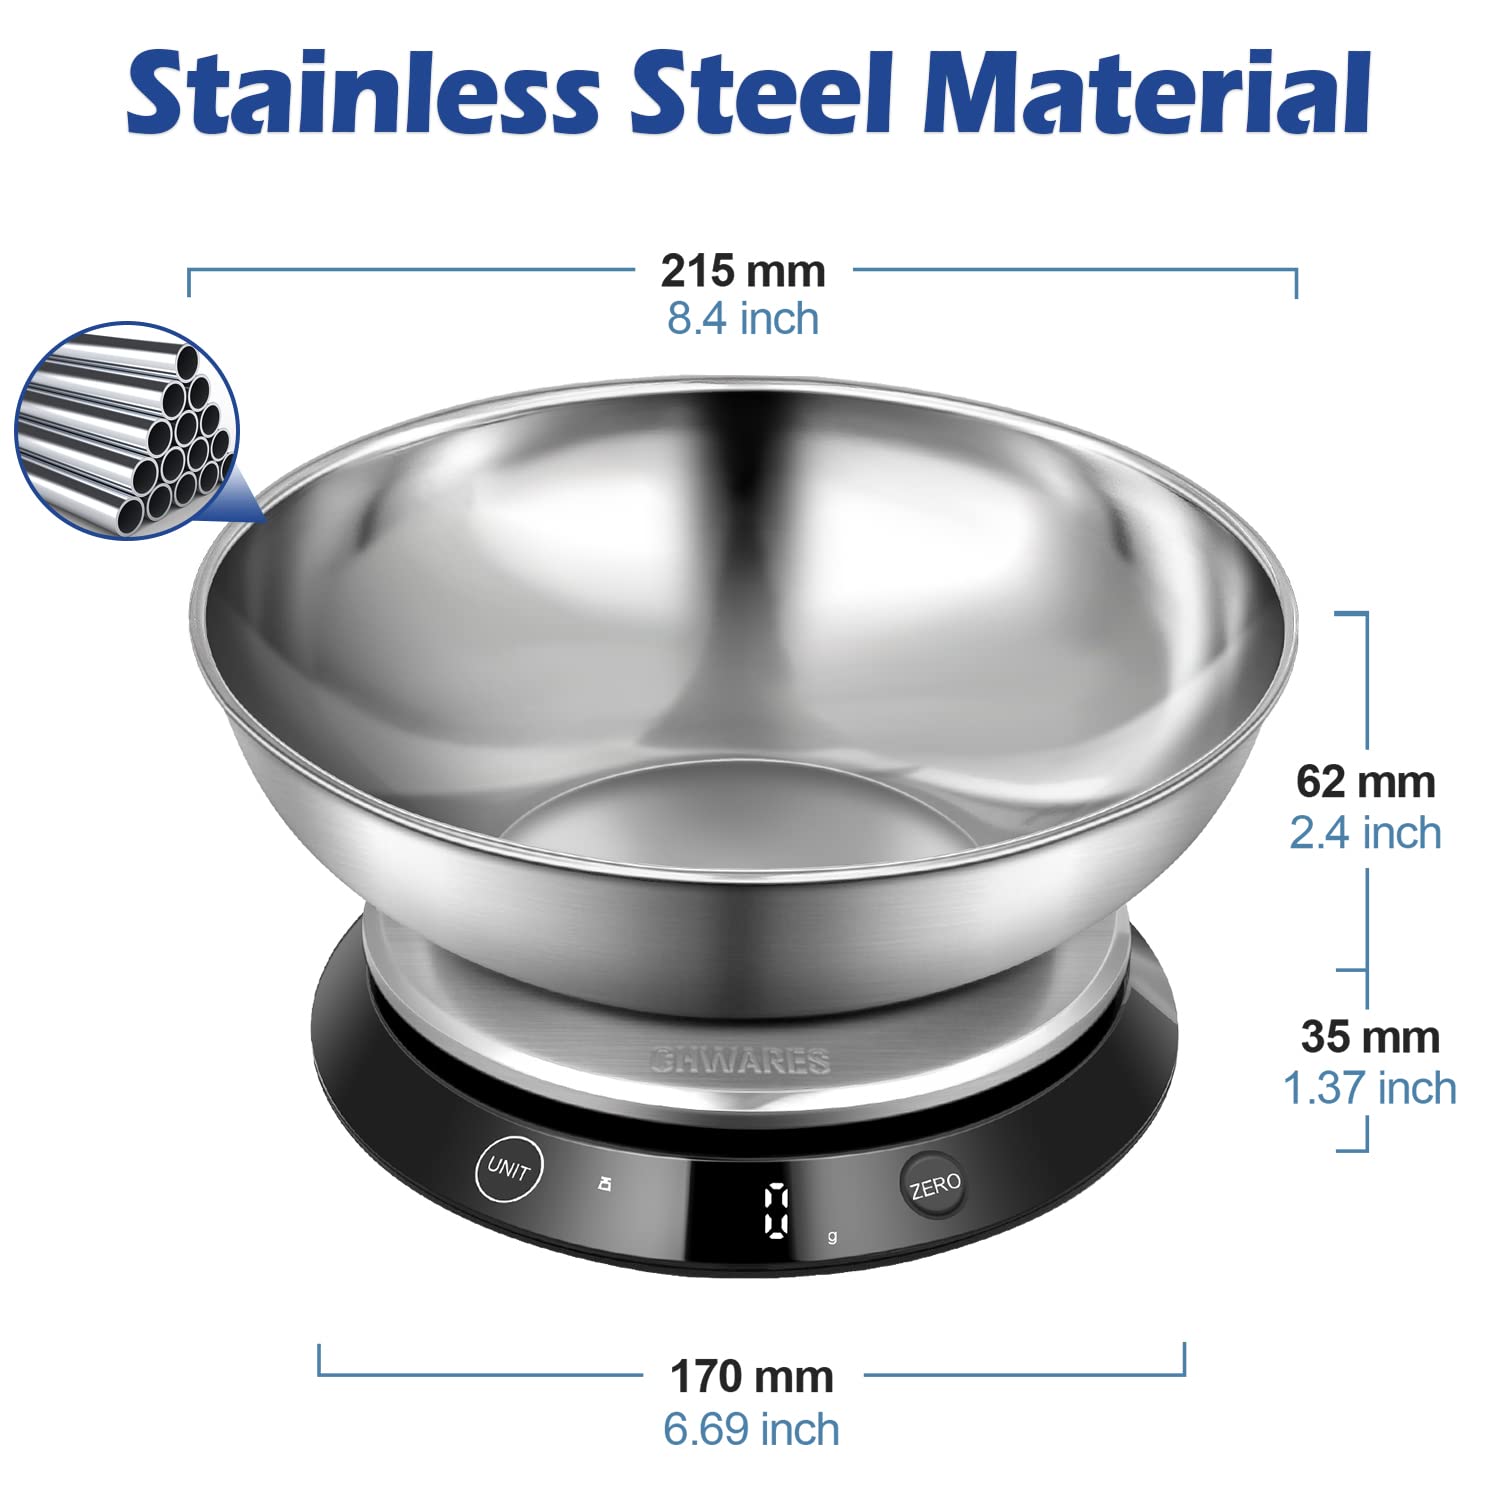 Stainless Steel Material
215 mm
8.4 inch
62 mm
2.4 inch
35 mm
1.37 inch
CHWARES
UNIT
0
g
ZERO
170 mm
6.69 inch